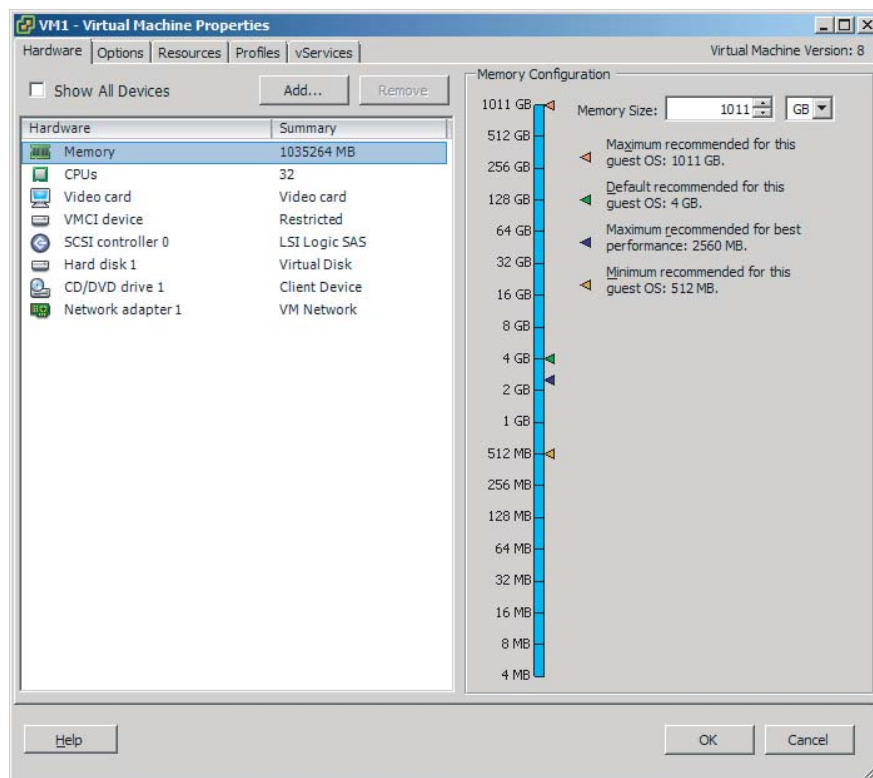 VM1 - Virtual Machine Properties
Hardware Options Resources Profiles vServices Virtual Machine Version: 8
Show All Devices Add... Remove
Hardware Summary
Memory 1035264 MB
CPUs 32
Video card Video card
VMCI device Restricted
SCSI controller 0 LSI Logic SAS
Hard disk 1 Virtual Disk
CD/DVD drive 1 Client Device
Network adapter 1 VM Network
Memory Configuration
Memory Size: 1011 GB
1011 GB
512 GB
256 GB
128 GB
64 GB
32 GB
16 GB
8 GB
4 GB
2 GB
1 GB
512 MB
256 MB
128 MB
64 MB
32 MB
16 MB
8 MB
4 MB
Maximum recommended for this
guest OS: 1011 GB.
Default recommended for this
guest OS: 4 GB.
Maximum recommended for best
performance: 2560 MB.
Minimum recommended for this
guest OS: 512 MB.
Help OK Cancel